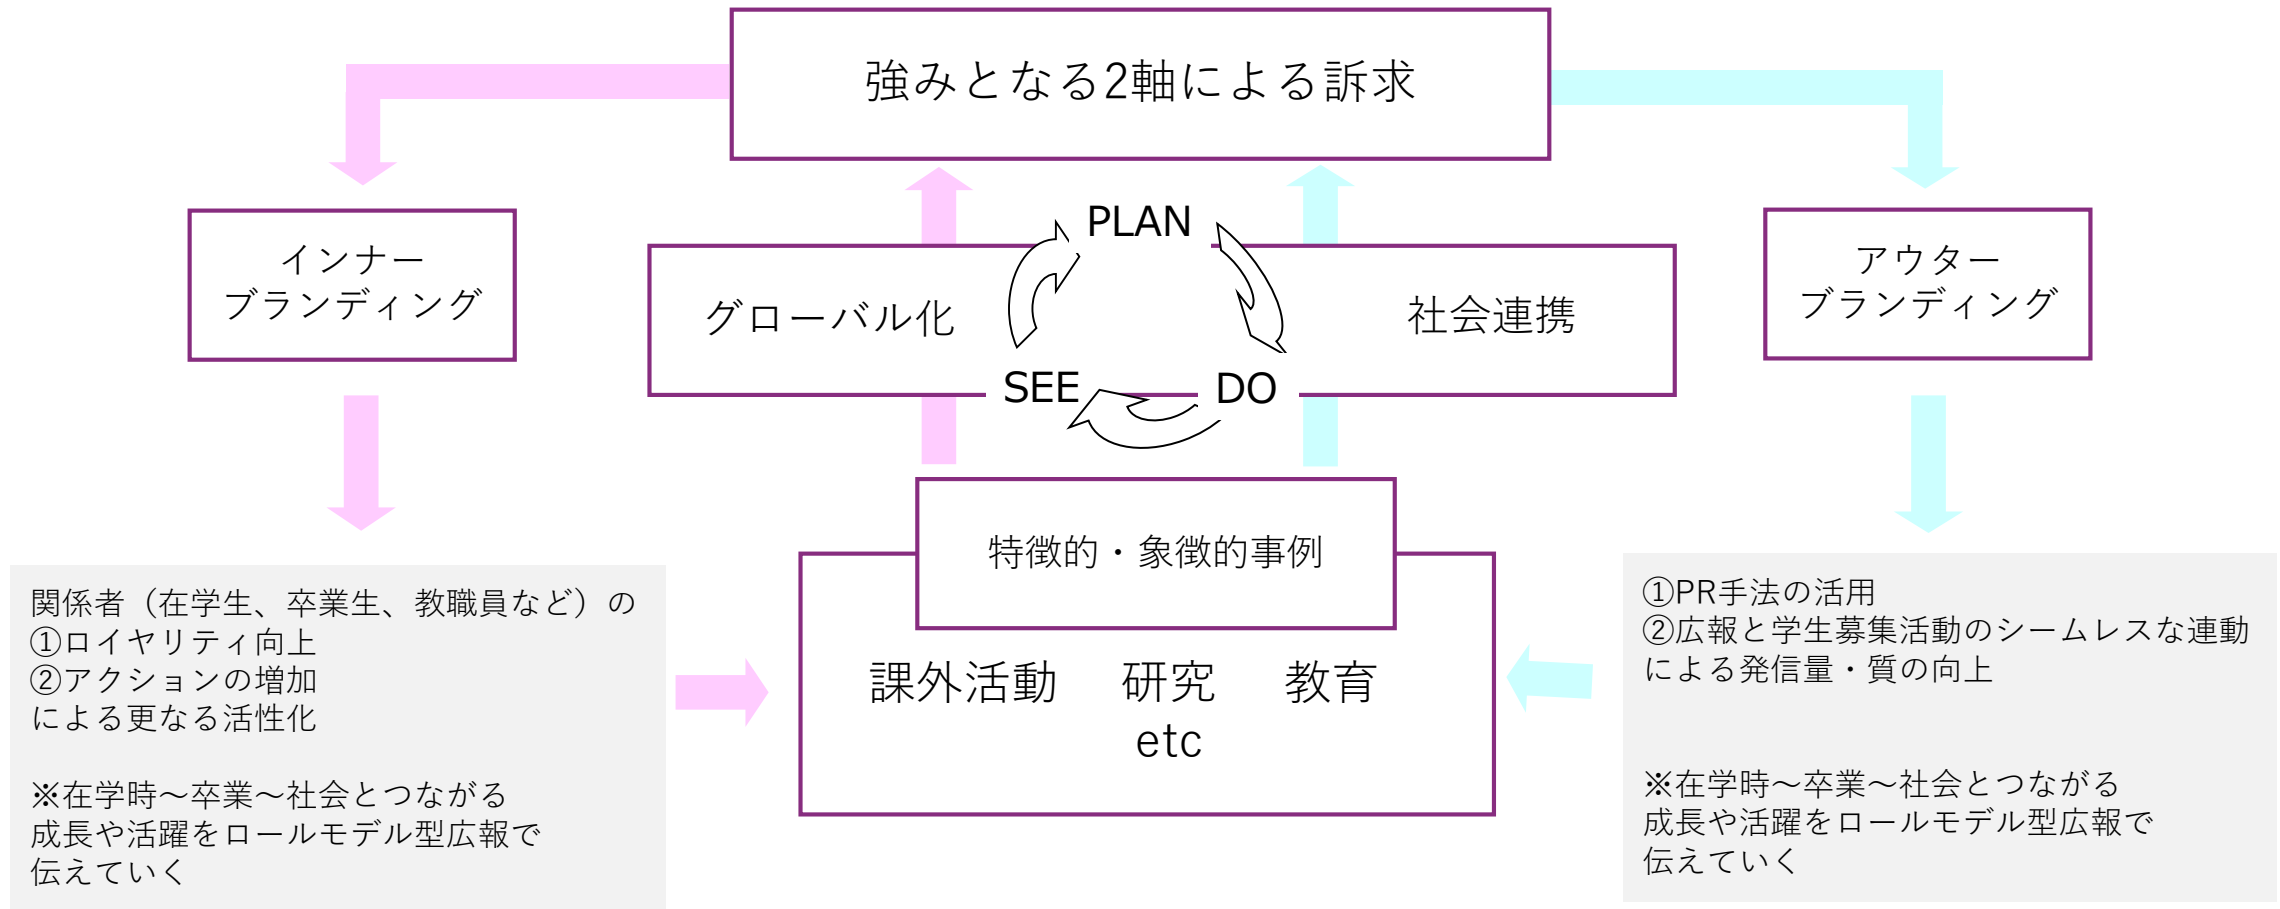 強みとなる2軸による訴求
インナー
ブランディング
グローバル化
PLAN
DO
SEE
社会連携
アウター
ブランディング
特徴的・象徴的事例
課外活動 研究 教育
etc
関係者（在学生、卒業生、教職員など）の
①ロイヤリティ向上
②アクションの増加
による更なる活性化
※在学時～卒業～社会とつながる
成長や活躍をロールモデル型広報で
伝えていく
①PR手法の活用
②広報と学生募集活動のシームレスな連動
による発信量・質の向上
※在学時～卒業～社会とつながる
成長や活躍をロールモデル型広報で
伝えていく